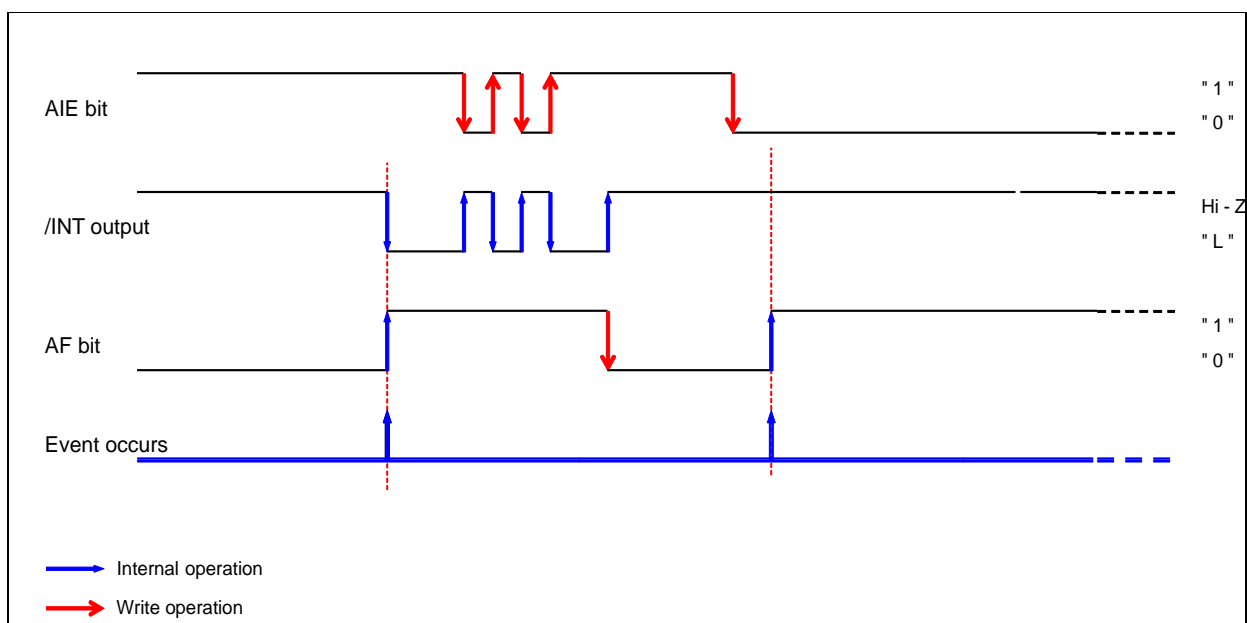 AIE bit
" 1 "
" 0 "
/INT output
Hi - Z
" L "
AF bit
" 1 "
" 0 "
Event occurs
Internal operation
Write operation